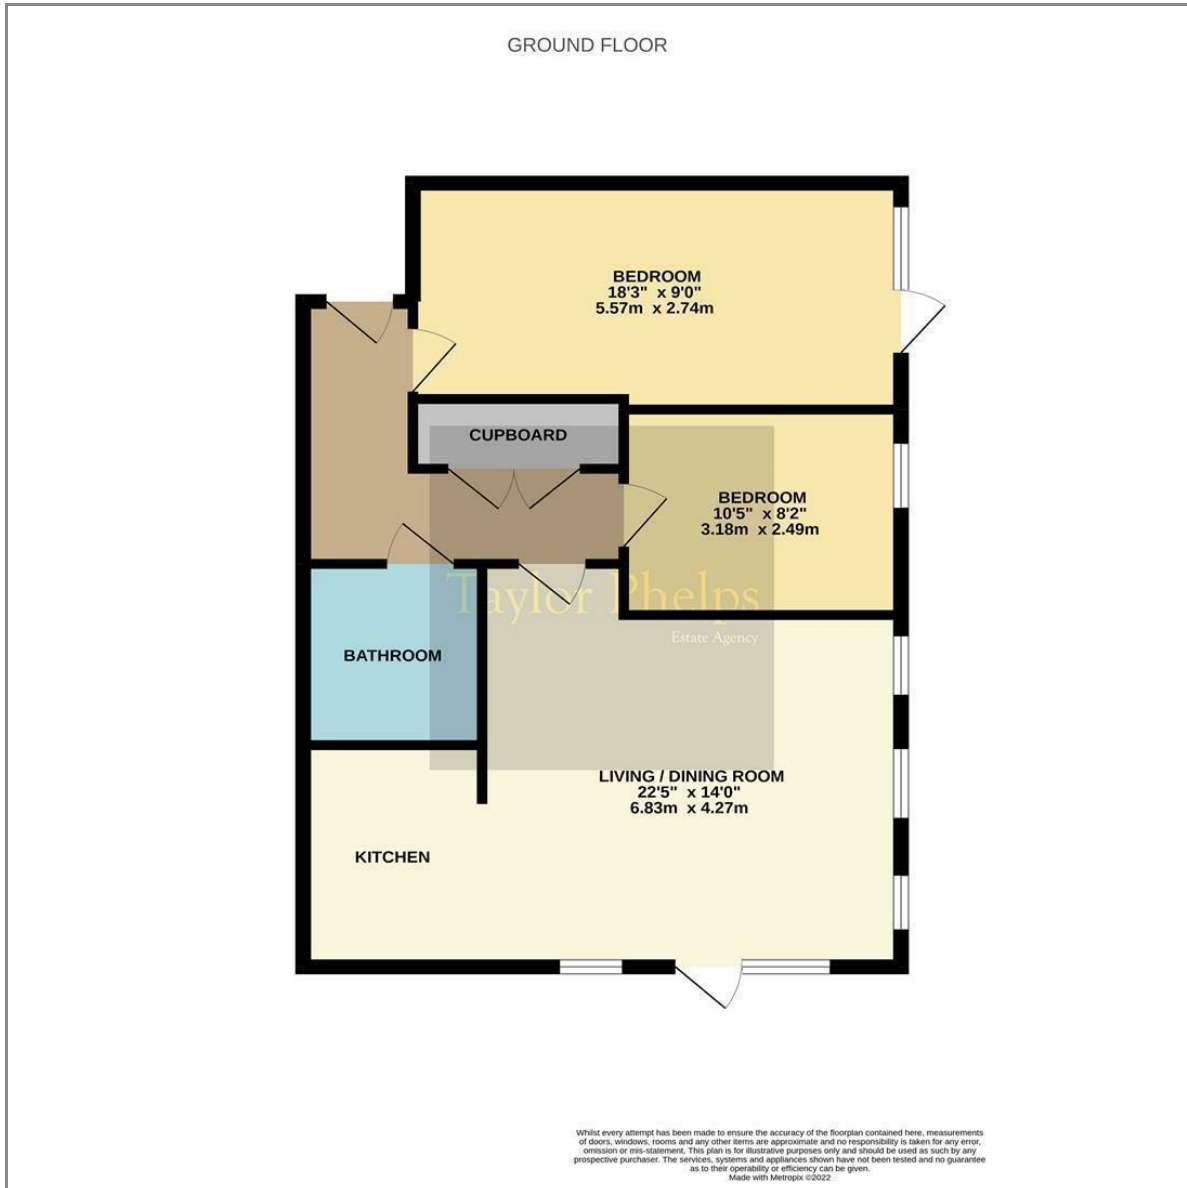 GROUND FLOOR
BEDROOM
18'3" x 9'0"
5.57m x 2.74m
CUPBOARD
BEDROOM
10'5" x 8'2"
3.18m x 2.49m
Taylor Phelps
Estate Agency
BATHROOM
LIVING / DINING ROOM
22'5" x 14'0"
6.83m x 4.27m
KITCHEN
Whilst every attempt has been made to ensure the accuracy of the floorplan contained here, measurements
of doors, windows, rooms and any other items are approximate and no responsibility is taken for any error,
omission or mis-statement. This plan is for illustrative purposes only and should be used as such by any
prospective purchaser. The services, systems and appliances shown have not been tested and no guarantee
as to their operability or efficiency can be given.
Made with Metropix ©2022